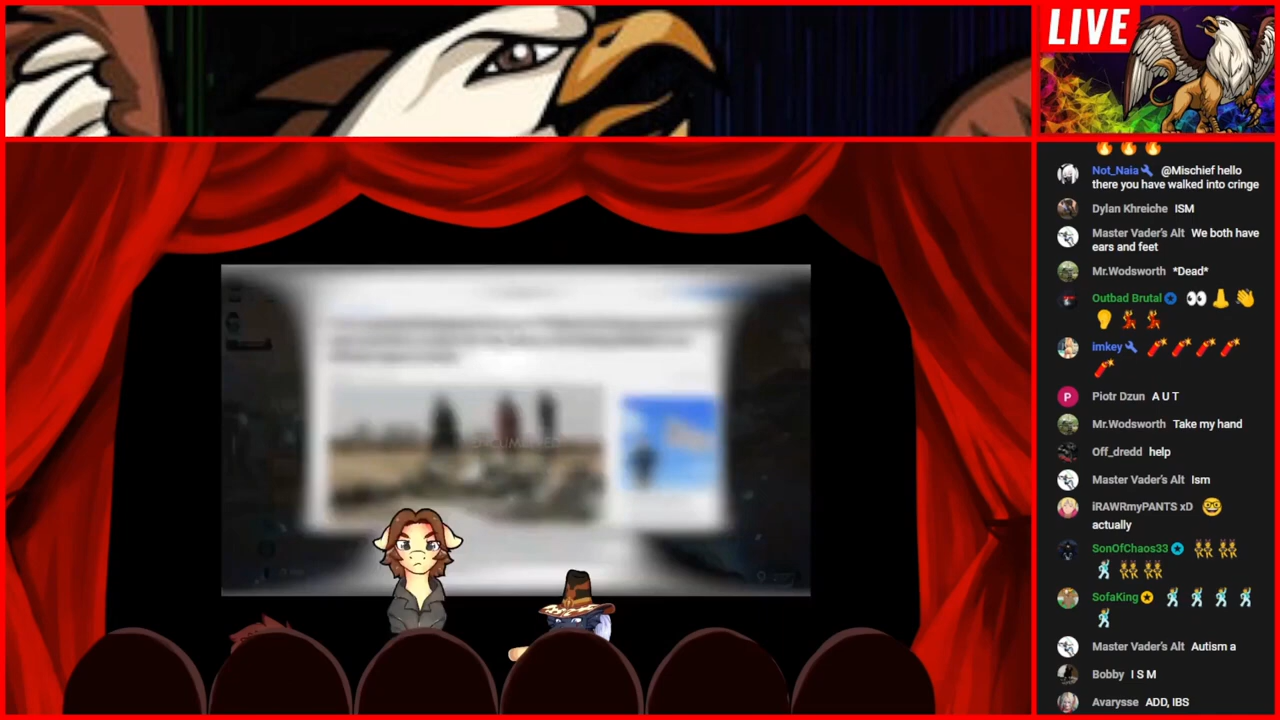 LIVE
Not_Naia @Mischief hello
there you have walked into cringe
Dylan Khreiche ISM
Master Vader's Alt We both have
ears and feet
Mr.Wodsworth *Dead*
Outbad Brutal
imkey
P Piotr Dzun A U T
Mr.Wodsworth Take my hand
Off_dredd help
Master Vader's Alt Ism
iRAWRmyPANTS xD
actually
SonOfChaos33
SofaKing
Master Vader's Alt Autism a
Bobby I S M
Avarysse ADD, IBS